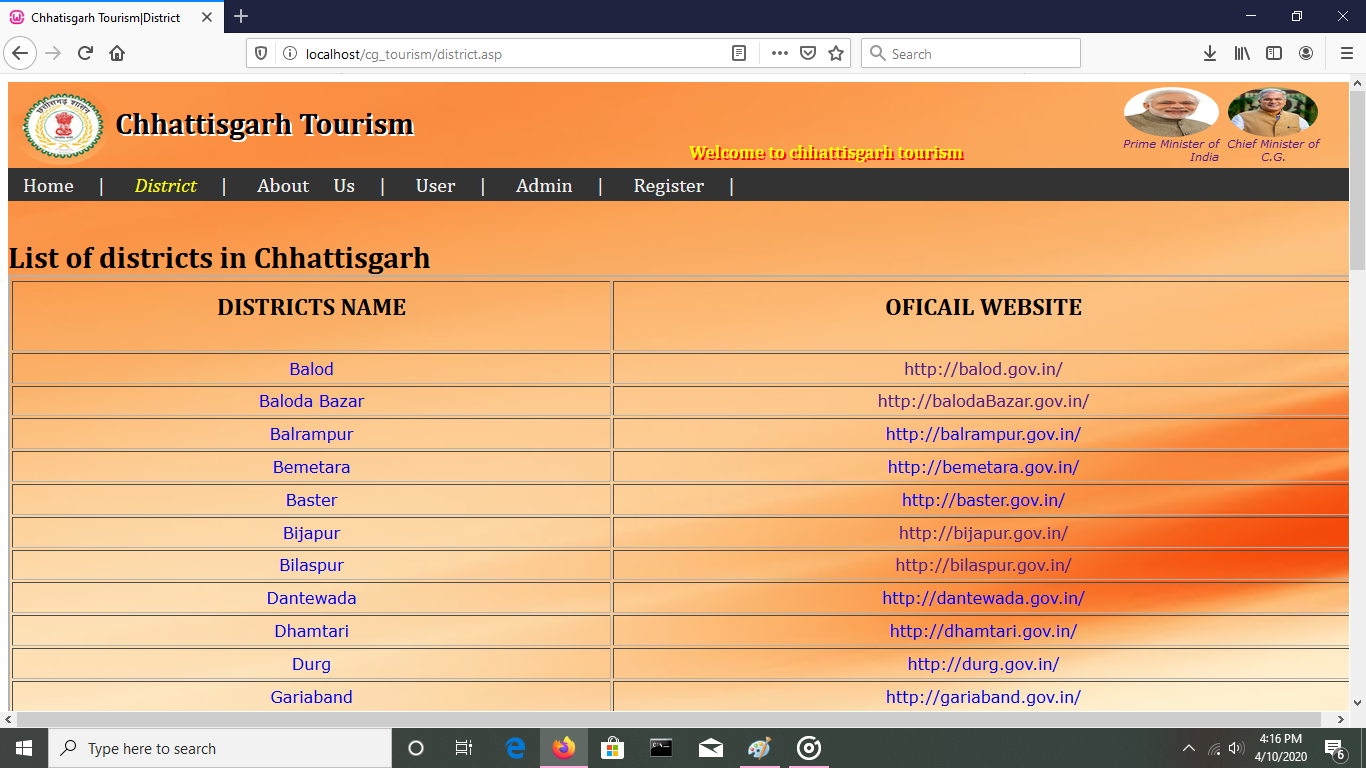 Chhatisgarh Tourism|District
localhost/cg_tourism/district.asp
Search
छत्तीसगढ़ शासन
Chhattisgarh Tourism
Welcome to chhattisgarh tourism
Prime Minister of
India
Chief Minister of
C.G.
Home | District | About Us | User | Admin | Register |
List of districts in Chhattisgarh
DISTRICTS NAME OFICAIL WEBSITE
Balod http://balod.gov.in/
Baloda Bazar http://balodaBazar.gov.in/
Balrampur http://balrampur.gov.in/
Bemetara http://bemetara.gov.in/
Baster http://baster.gov.in/
Bijapur http://bijapur.gov.in/
Bilaspur http://bilaspur.gov.in/
Dantewada http://dantewada.gov.in/
Dhamtari http://dhamtari.gov.in/
Durg http://durg.gov.in/
Gariaband http://gariaband.gov.in/
Type here to search
4:16 PM
4/10/2020
6